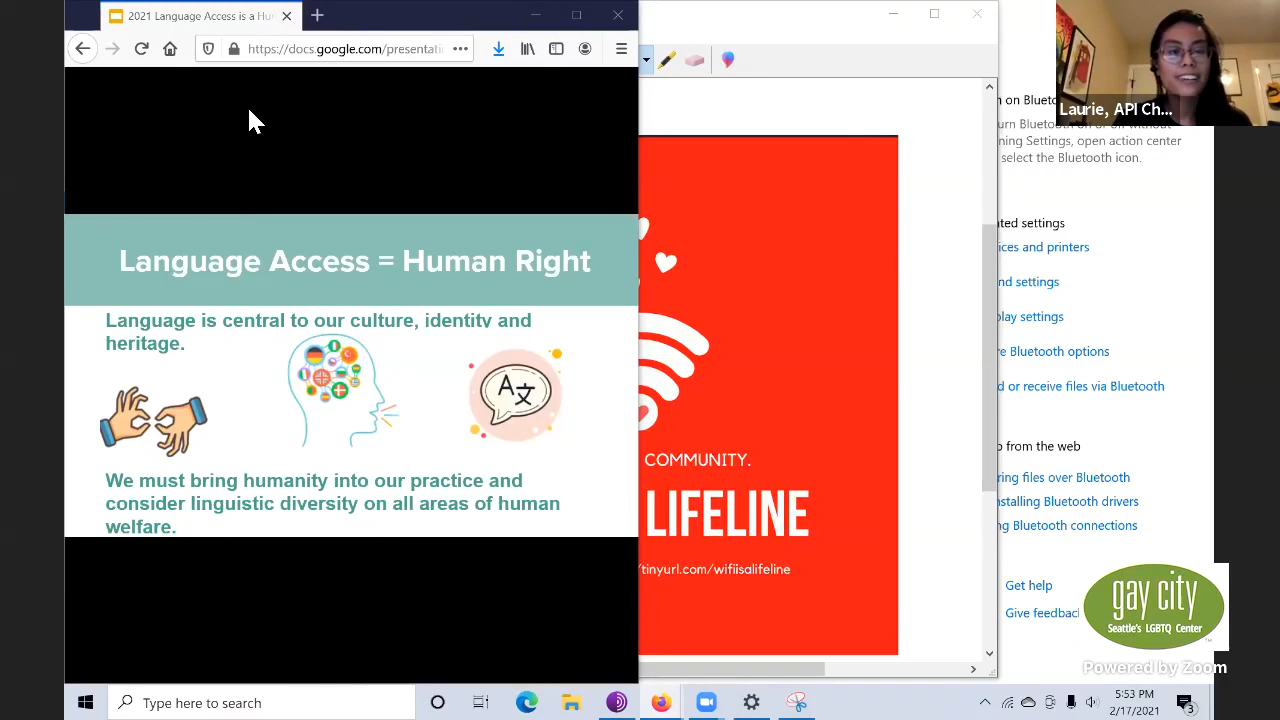 2021 Language Access is a Hu
https://docs.google.com/presentati
Language Access = Human Right
Language is central to our culture, identity and
heritage.
A文
We must bring humanity into our practice and
consider linguistic diversity on all areas of human
welfare.
COMMUNITY.
LIFELINE
tinyurl.com/wifiisalifeline
Laurie, API Ch...
n on Blueto
urn Bluetooth on or off without
ning Settings, open action center
select the Bluetooth icon.
ated settings
ices and printers
nd settings
play settings
re Bluetooth options
d or receive files via Bluetooth
p from the web
ring files over Bluetooth
nstalling Bluetooth drivers
ng Bluetooth connections
Get help
Give feedbac
gay city
Seattle's LGBTQ Center
TM
Powered by Zoom
Type here to search
5:53 PM
2/17/2021
3